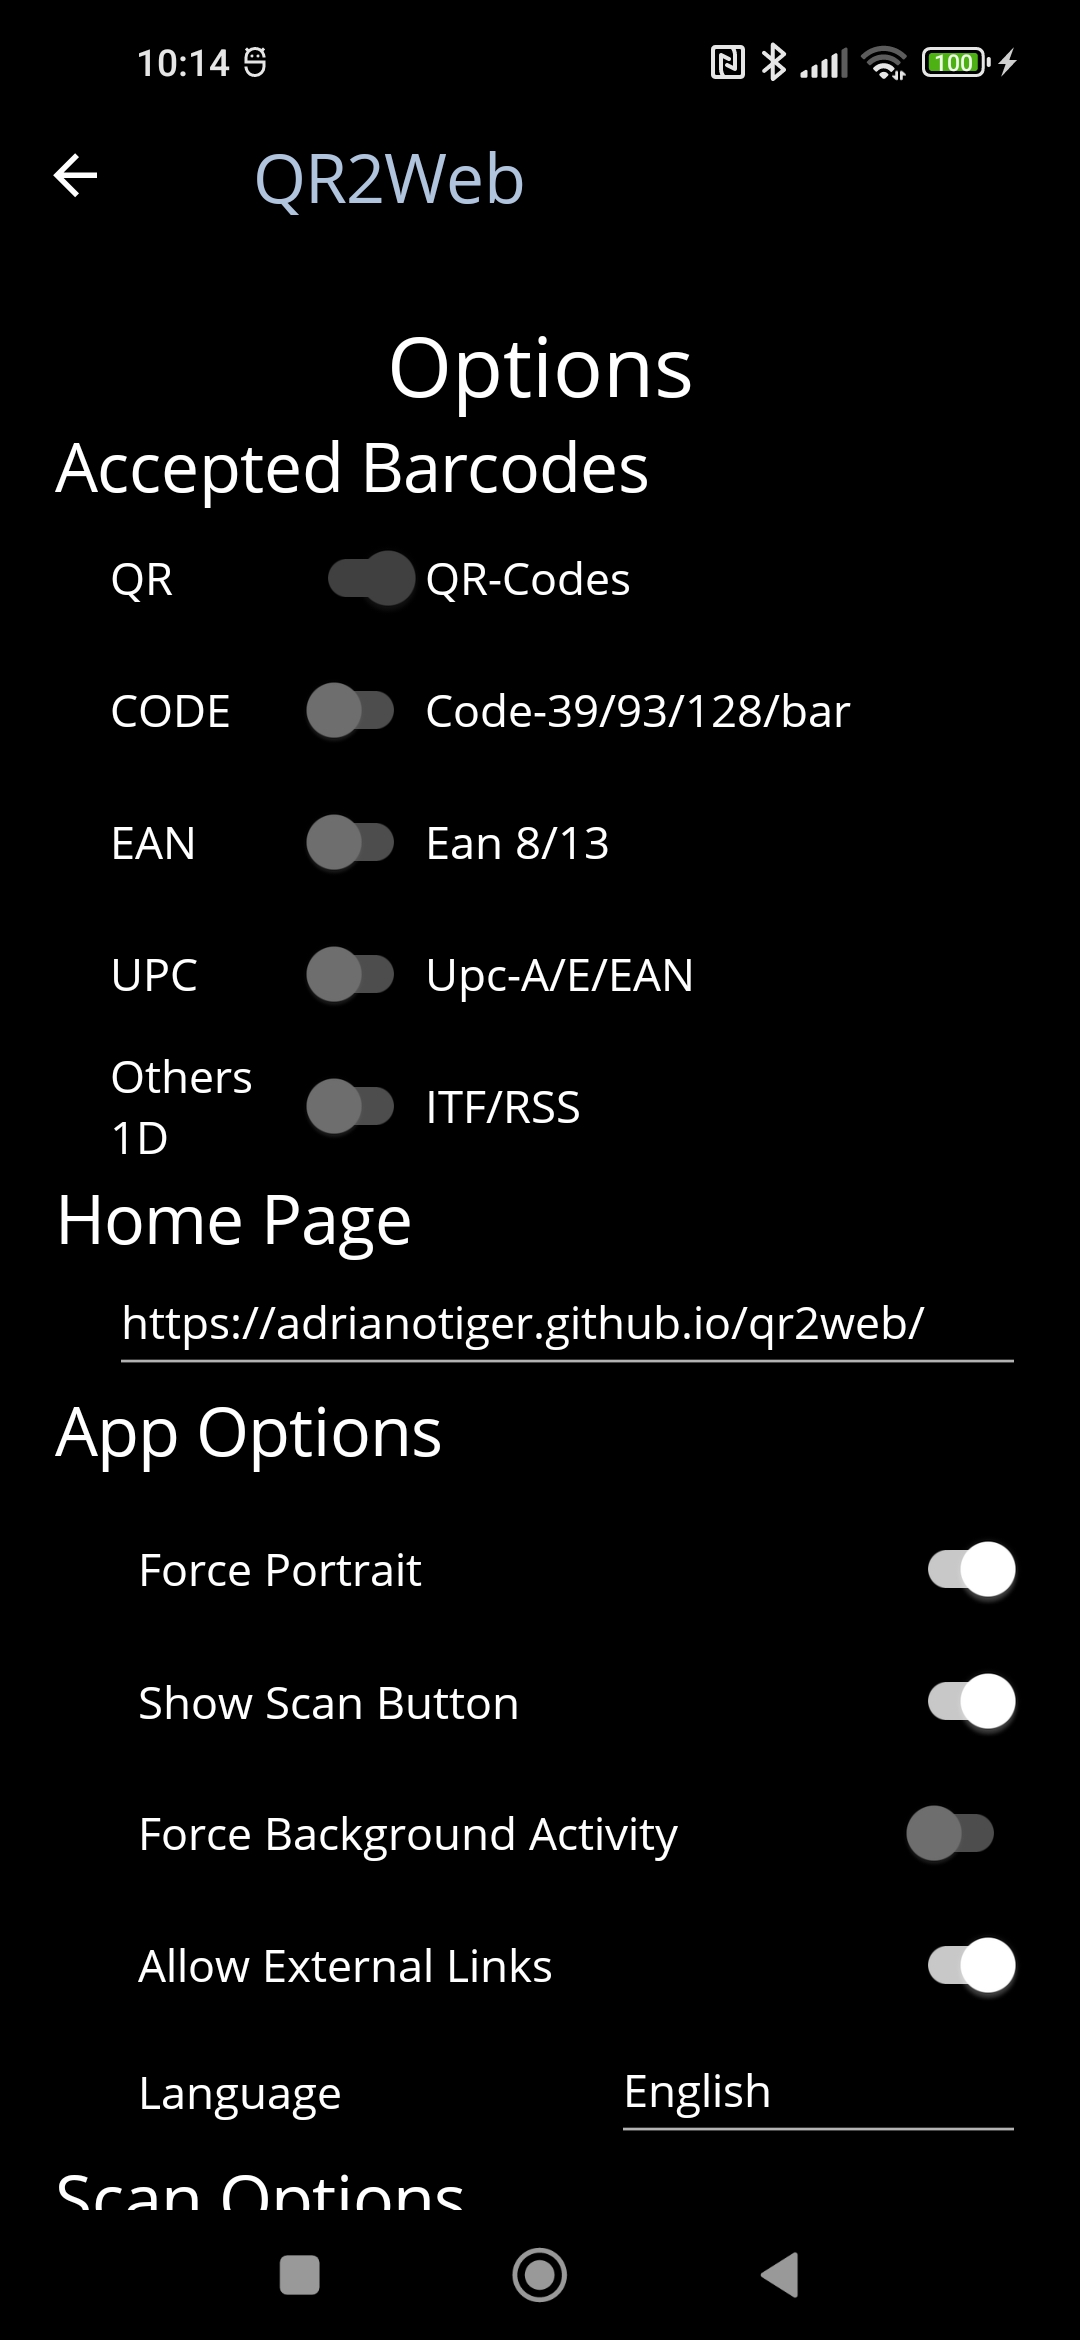 10:14
100
QR2Web
Options
Accepted Barcodes
QR QR-Codes
CODE Code-39/93/128/bar
EAN Ean 8/13
UPC Upc-A/E/EAN
Others
1D ITF/RSS
Home Page
https://adrianotiger.github.io/qr2web/
App Options
Force Portrait
Show Scan Button
Force Background Activity
Allow External Links
Language English
Scan Options